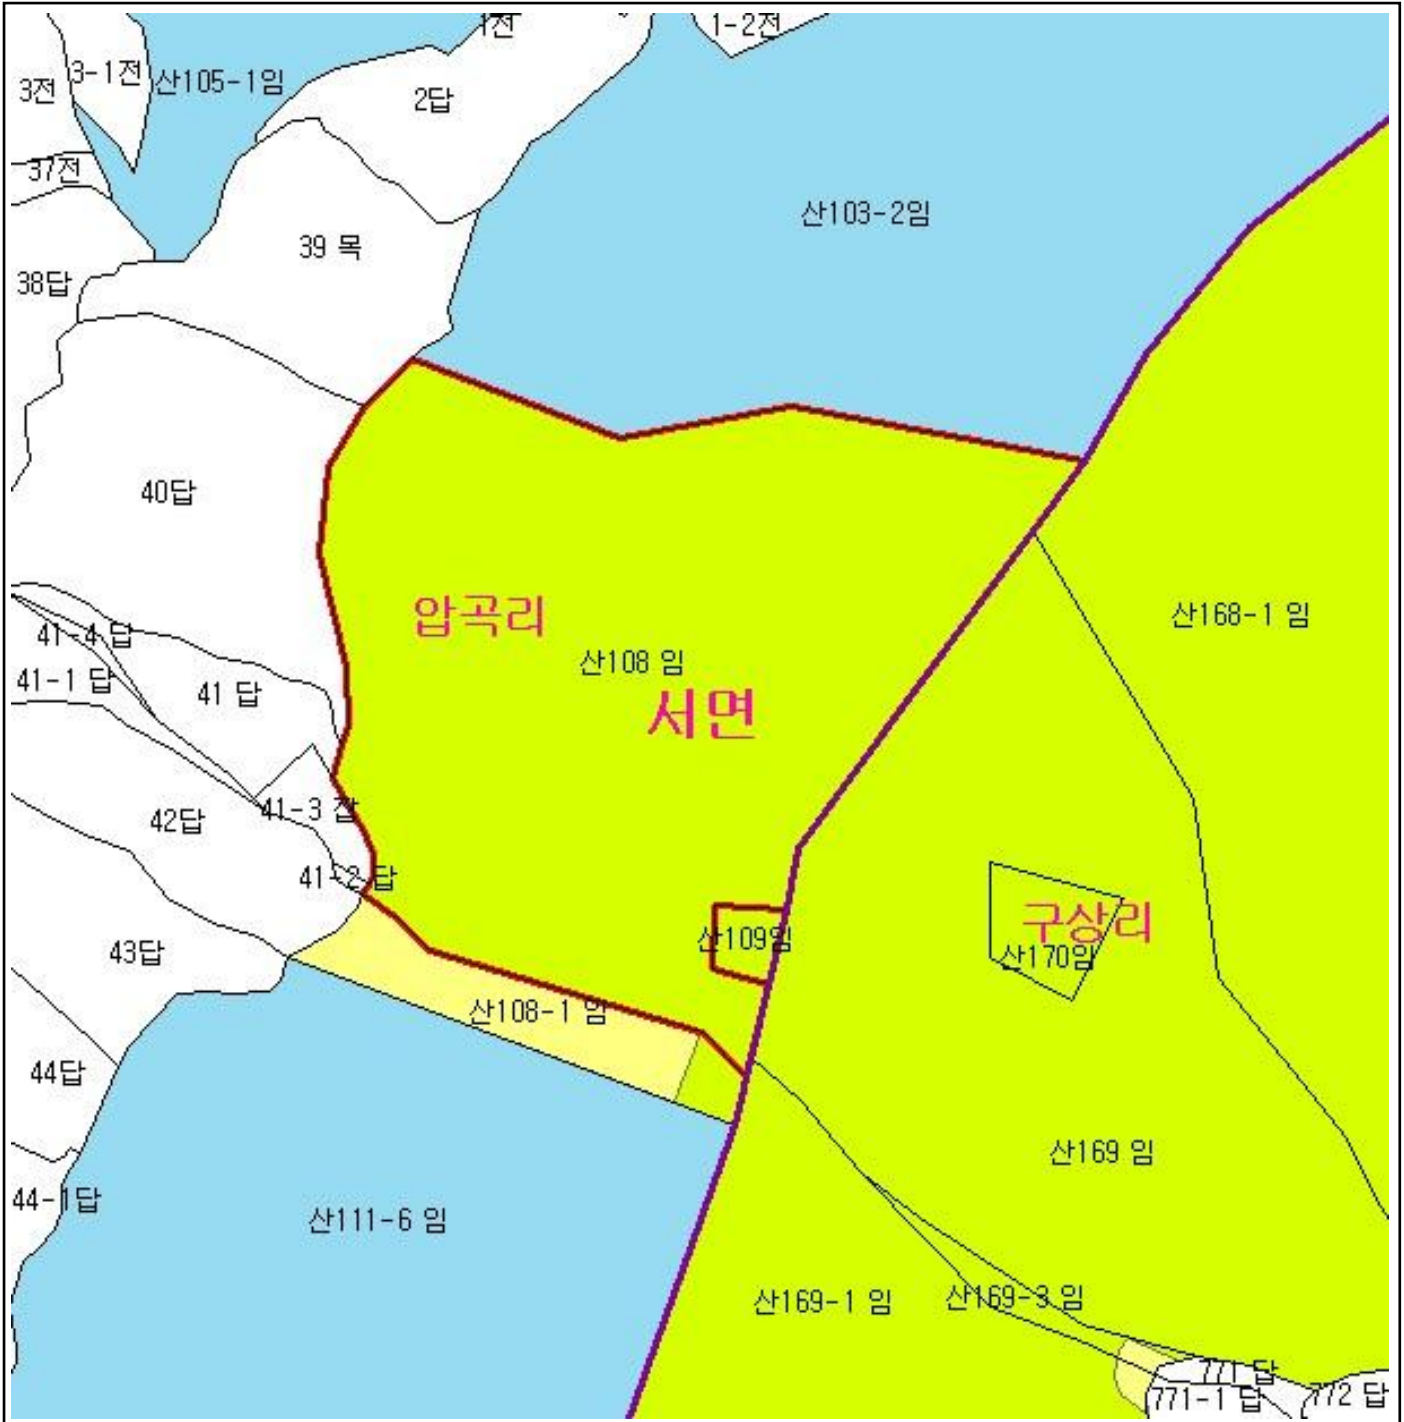 1전
1-2전
3전
3-1전
산105-1임
2답
37전
산103-2임
39 목
38답
40답
압곡리
산168-1 임
41-4 답
산108 임
41-1 답
41 답
서면
41-3 잡
42답
41-2 답
구상리
산109임
43답
산170임
산108-1 임
44답
산169 임
44-1답
산111-6 임
산169-3 임
산169-1 임
771 답
771-1 답
772 답